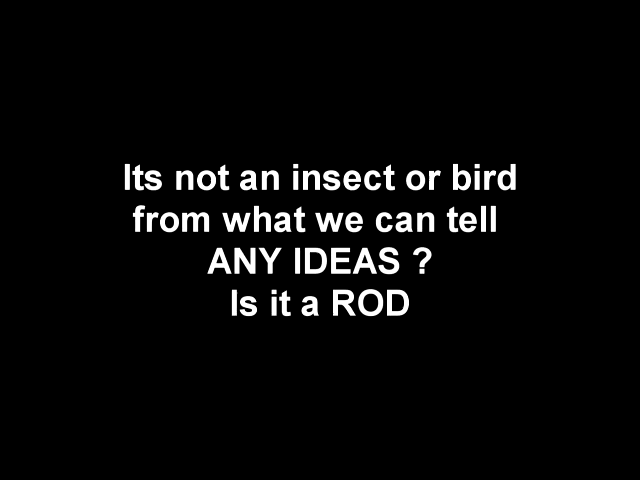 Its not an insect or bird
from what we can tell
ANY IDEAS ?
Is it a ROD